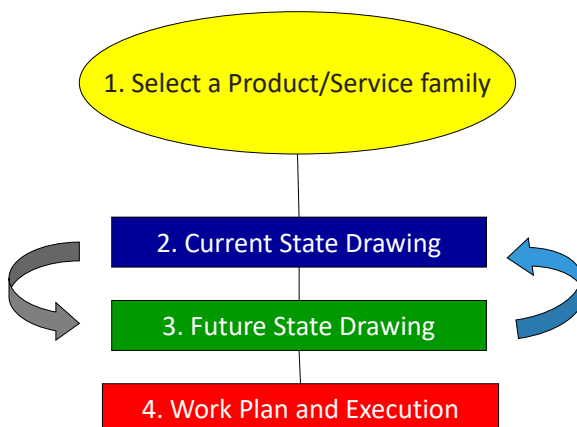 1. Select a Product/Service family
2. Current State Drawing
3. Future State Drawing
4. Work Plan and Execution